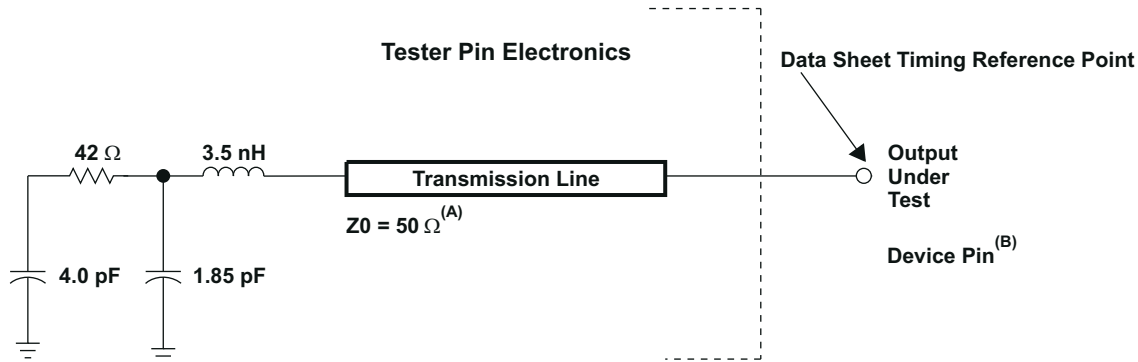 Tester Pin Electronics
Data Sheet Timing Reference Point
42 Ω
3.5 nH
Transmission Line
Output
Under
Test
Z0 = 50 Ω(A)
Device Pin(B)
4.0 pF
1.85 pF